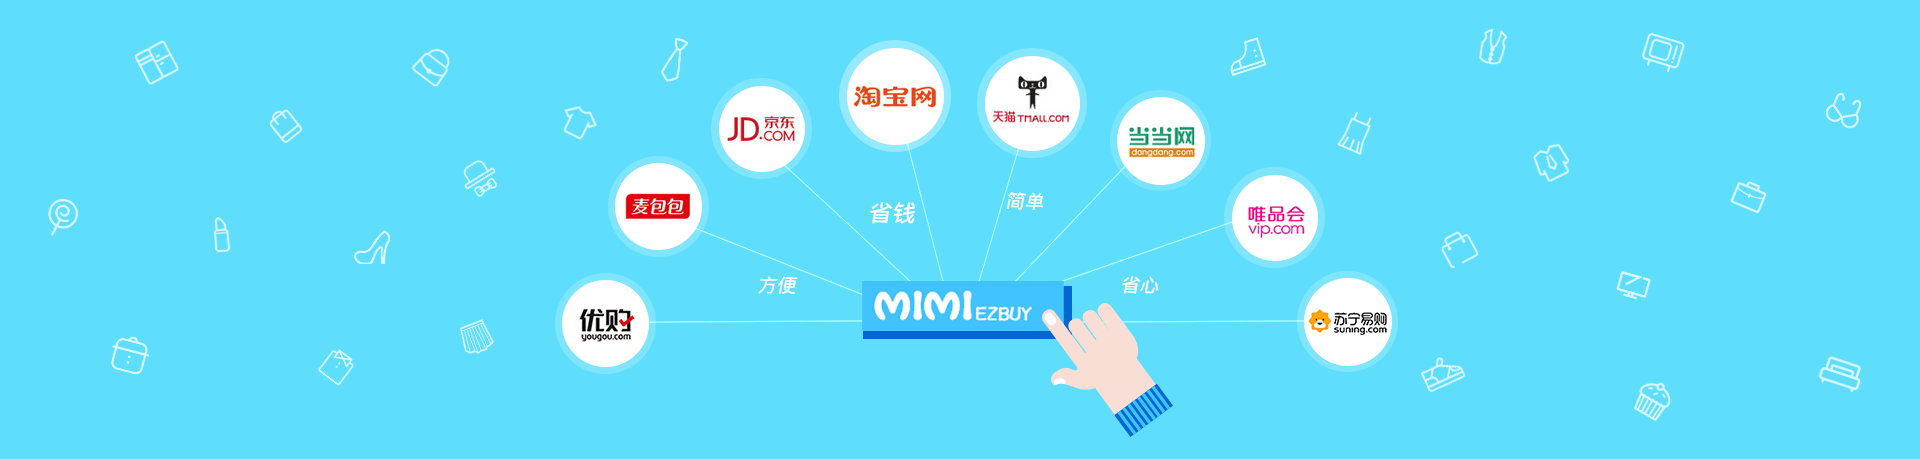 淘宝网
天猫 TMALL.COM
JD 京东
.COM
当当网
dangdang.com
麦包包
省钱
简单
唯品会
vip.com
方便
省心
MIMI EZBUY
优购
yougou.com
苏宁易购
suning.com